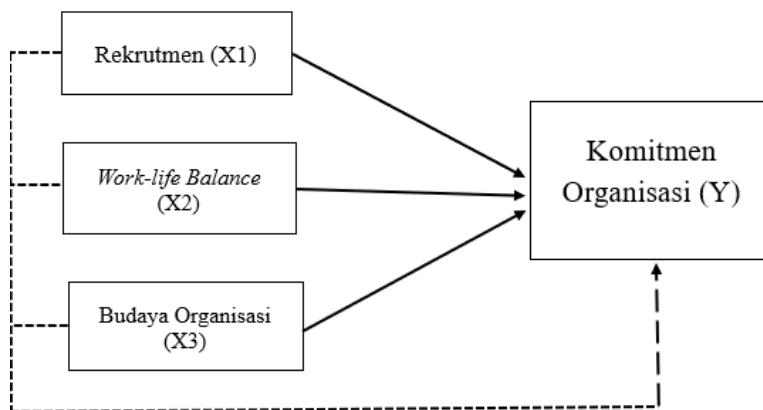 Rekrutmen (X1)
Work-life Balance
(X2)
Budaya Organisasi
(X3)
Komitmen
Organisasi (Y)